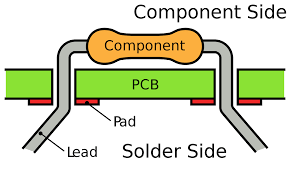 Component Side
Component
PCB
Pad
Lead
Solder Side